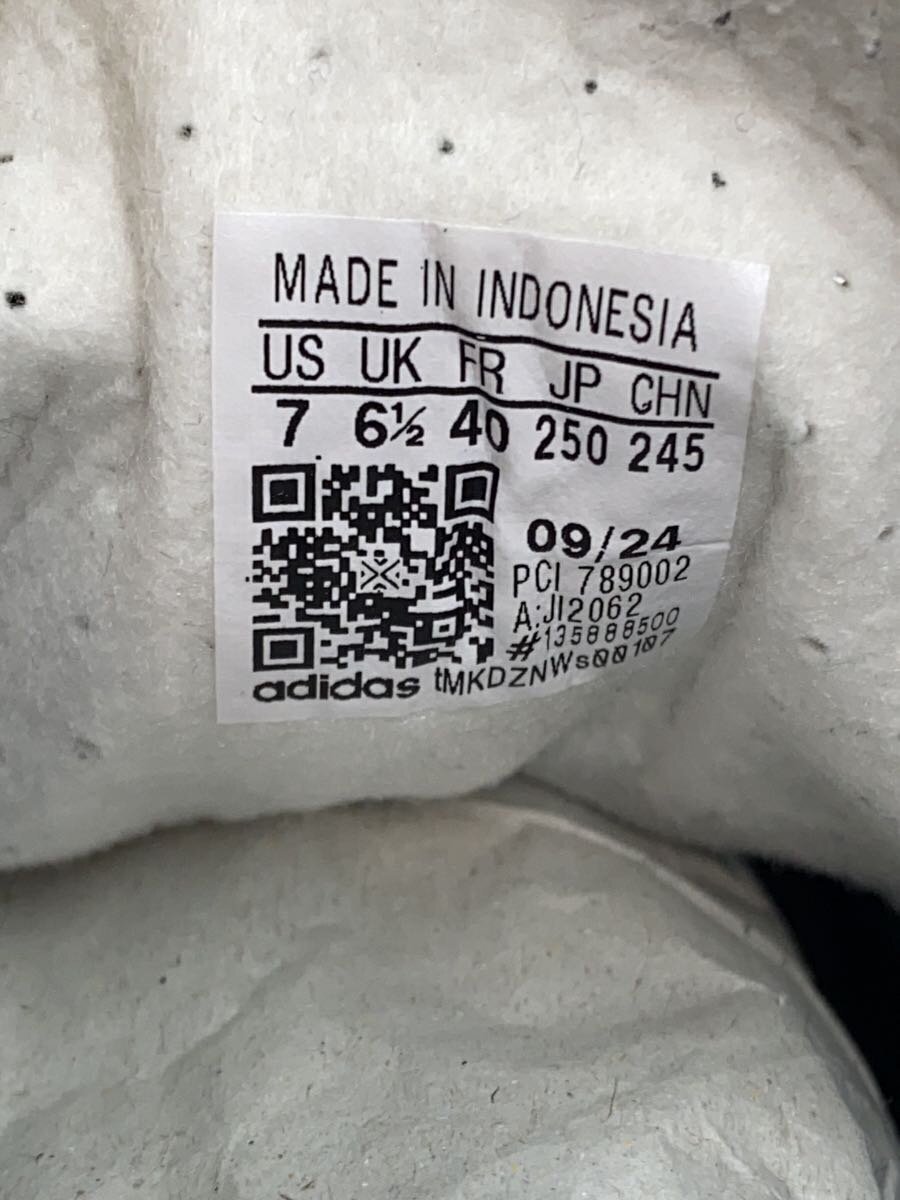 MADE IN INDONESIA
US UK FR JP CHN
7 6½ 40 250 245
09/24
PCI 789002
A:JI2062
#135888500
adidas tMKDZNWs00107